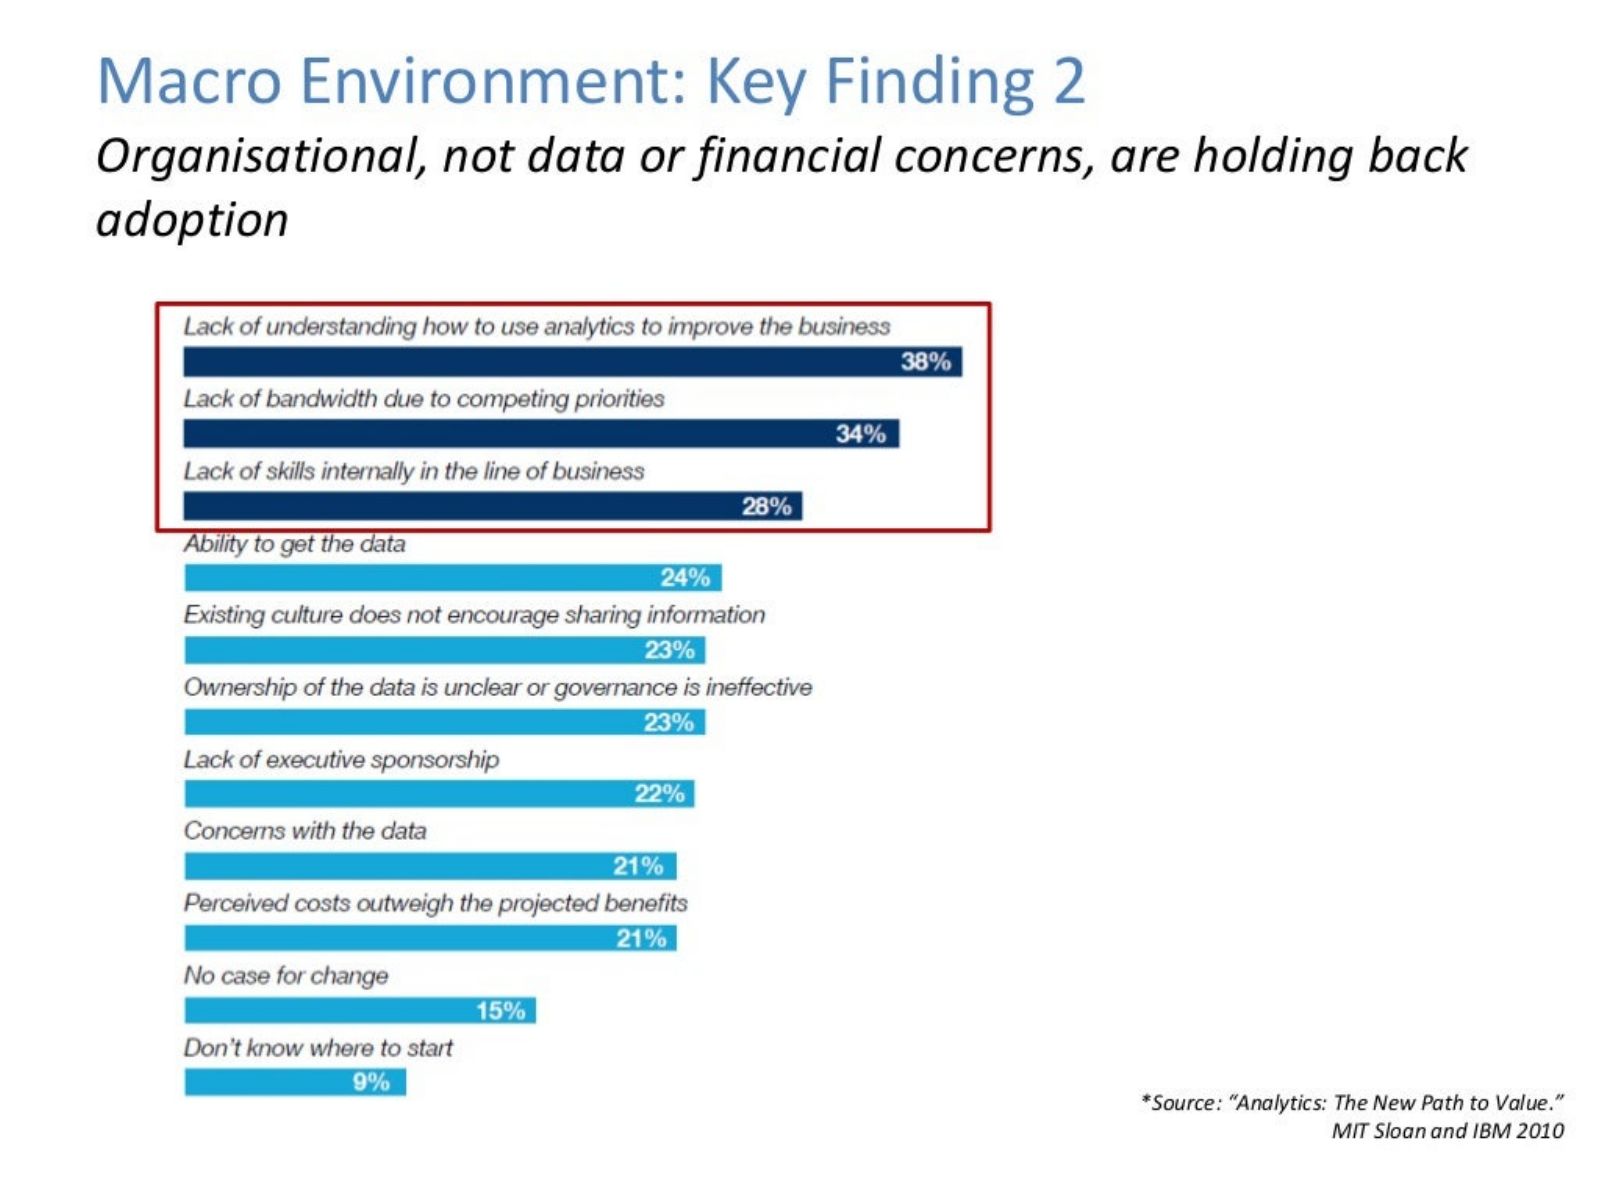 Macro Environment: Key Finding 2
Organisational, not data or financial concerns, are holding back
adoption
Lack of understanding how to use analytics to improve the business
38%
Lack of bandwidth due to competing priorities
34%
Lack of skills internally in the line of business
28%
Ability to get the data
24%
Existing culture does not encourage sharing information
23%
Ownership of the data is unclear or governance is ineffective
23%
Lack of executive sponsorship
22%
Concerns with the data
21%
Perceived costs outweigh the projected benefits
21%
No case for change
15%
Don't know where to start
9%
*Source: “Analytics: The New Path to Value.”
MIT Sloan and IBM 2010